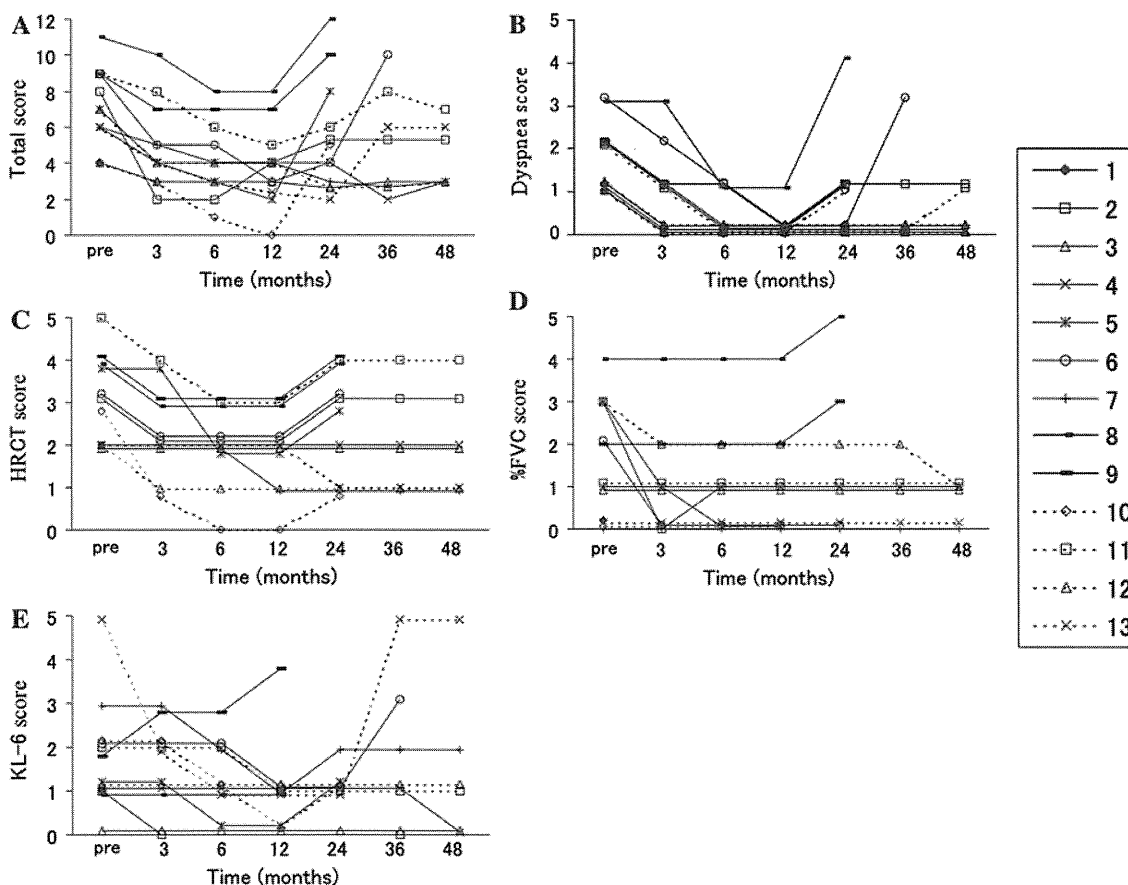 A
Total score
12
10
8
6
4
2
0
pre 3 6 12 24 36 48
Time (months)
B
Dyspnea score
5
4
3
2
1
0
pre 3 6 12 24 36 48
Time (months)
C
HRCT score
5
4
3
2
1
0
pre 3 6 12 24 36 48
Time (months)
D
%FVC score
5
4
3
2
1
0
pre 3 6 12 24 36 48
Time (months)
E
KL-6 score
5
4
3
2
1
0
pre 3 6 12 24 36 48
Time (months)
1
2
3
4
5
6
7
8
9
10
11
12
13